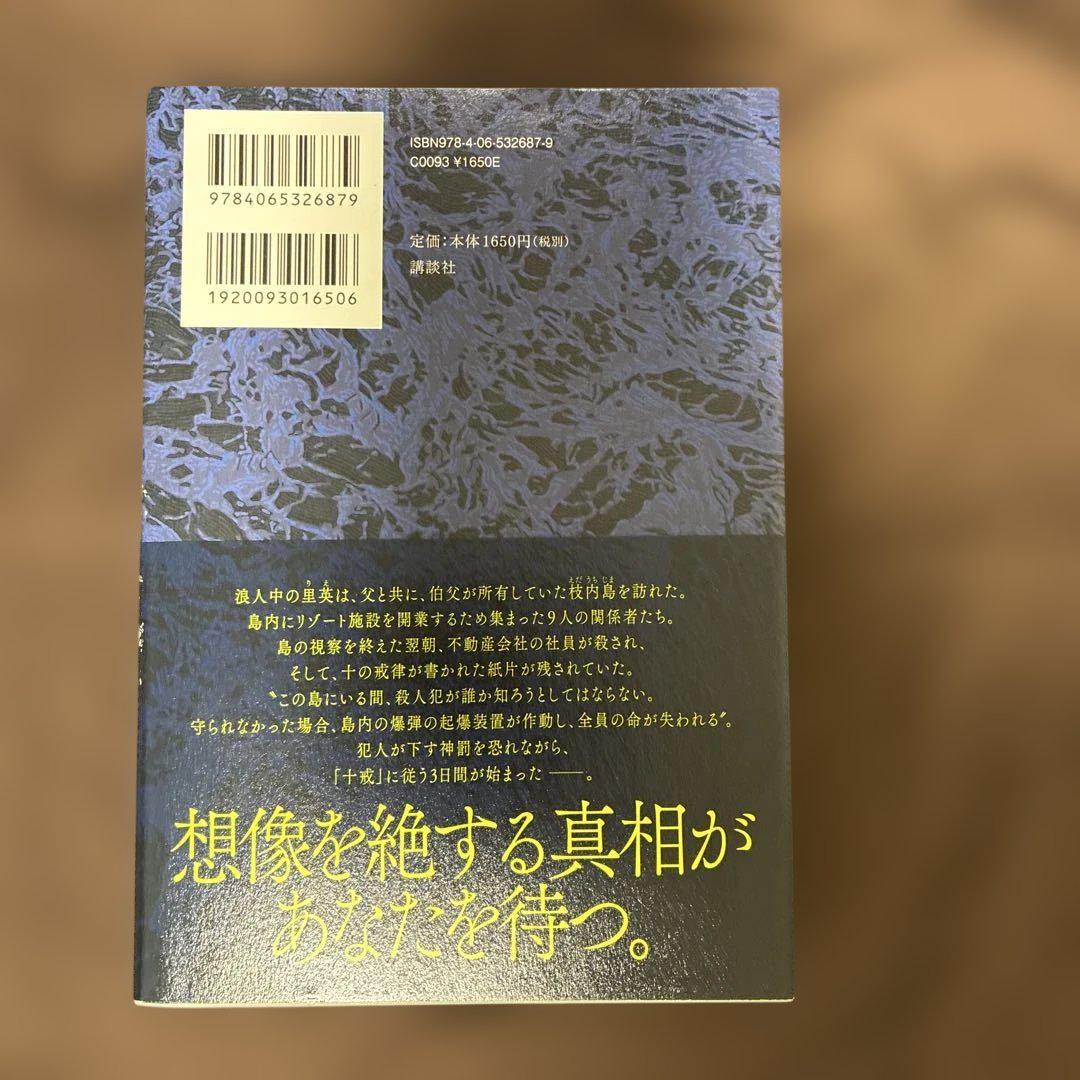 9784065326879
1920093016506
ISBN978-4-06-532687-9
C0093 ¥1650E
定価：本体1650円（税別）
講談社
浪人中の里英は、父と共に、伯父が所有していた枝内島を訪れた。
島内にリゾート施設を開業するため集まった9人の関係者たち。
島の視察を終えた翌朝、不動産会社の社員が殺され、
そして、十の戒律が書かれた紙片が残されていた。
〝この島にいる間、殺人犯が誰か知ろうとしてはならない。
守られなかった場合、島内の爆弾の起爆装置が作動し、全員の命が失われる〟。
犯人が下す神罰を恐れながら、
「十戒」に従う3日間が始まった――。
想像を絶する真相が
あなたを待つ。